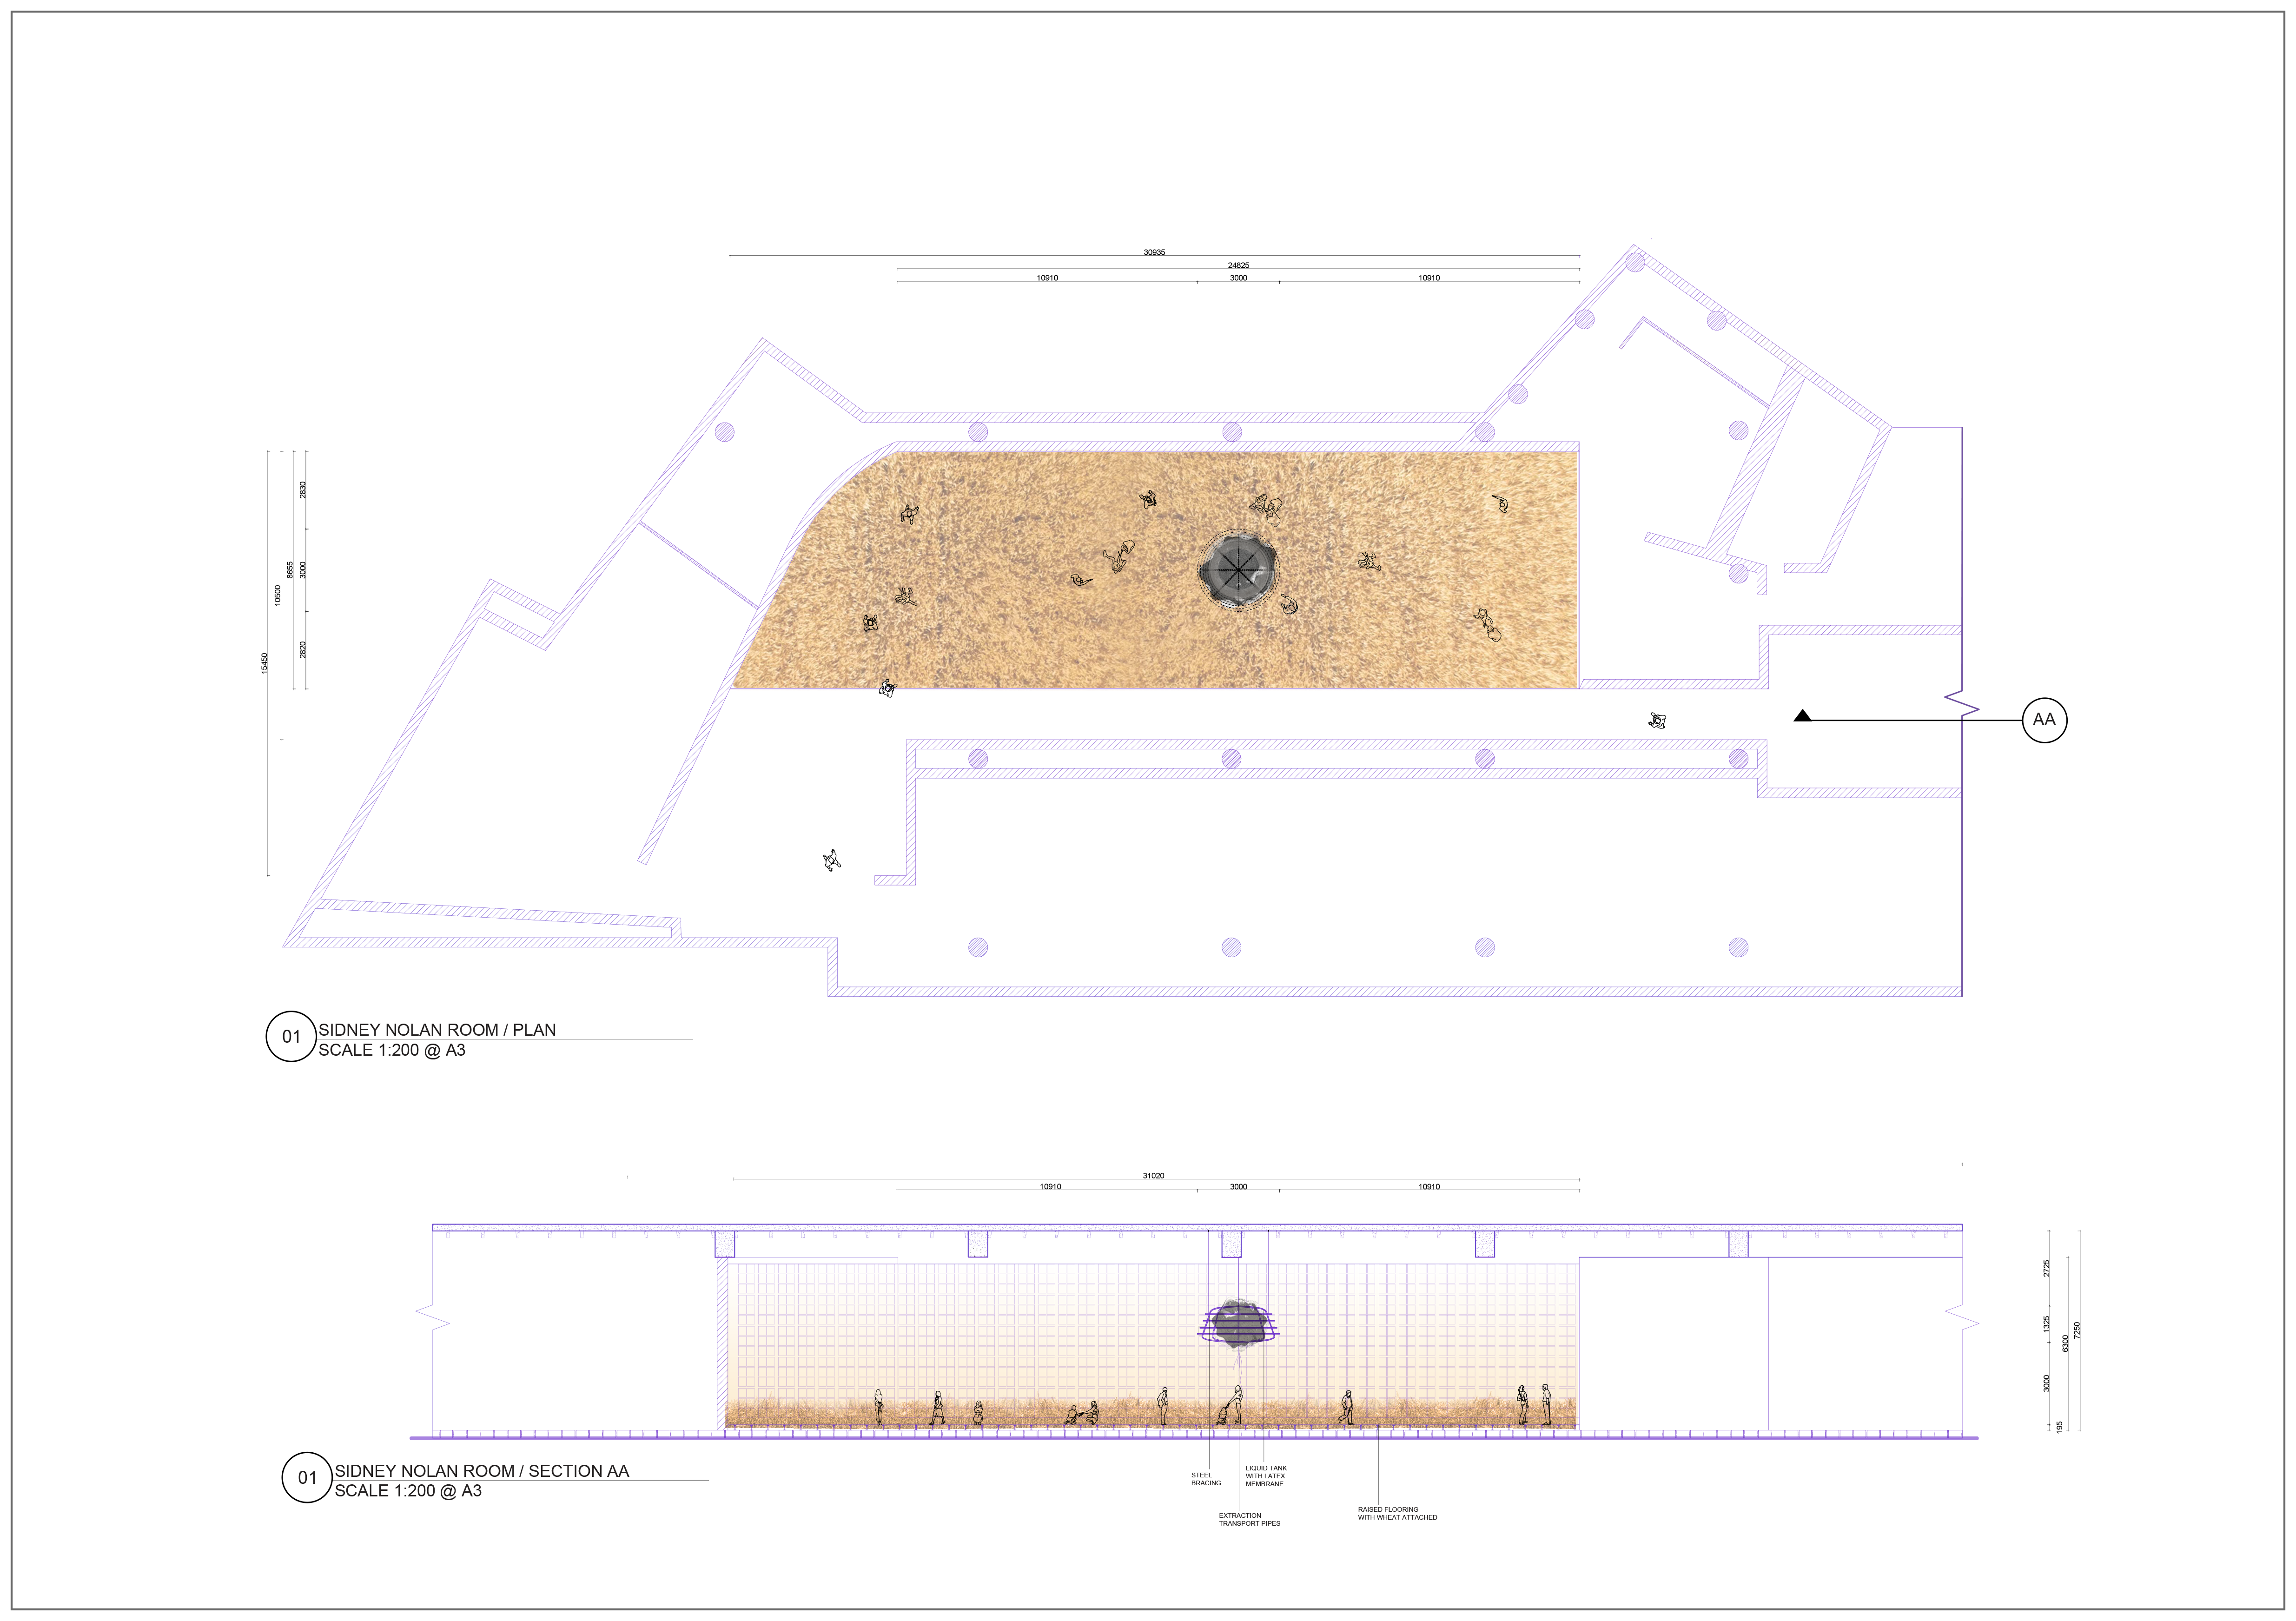 30935
24825
10910 3000 10910
2830
3000
8655
10500
2820
15450
AA
01
SIDNEY NOLAN ROOM / PLAN
SCALE 1:200 @ A3
31020
10910 3000 10910
2725
1325
7250
6300
3000
195
01
SIDNEY NOLAN ROOM / SECTION AA
SCALE 1:200 @ A3
STEEL
BRACING
LIQUID TANK
WITH LATEX
MEMBRANE
EXTRACTION
TRANSPORT PIPES
RAISED FLOORING
WITH WHEAT ATTACHED